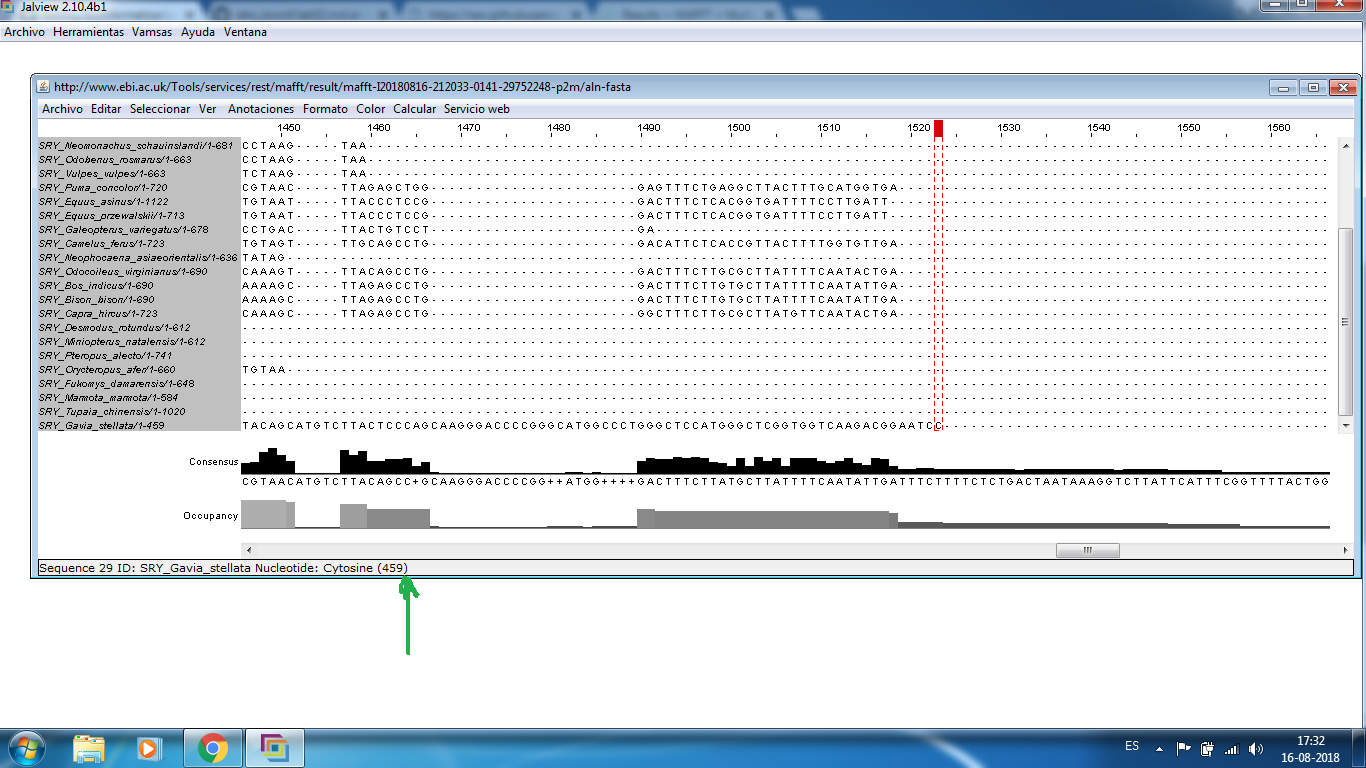 Jalview 2.10.4b1
Archivo Herramientas Vamsas Ayuda Ventana
http://www.ebi.ac.uk/Tools/services/rest/mafft/result/mafft-I20180816-212033-0141-29752248-p2m/aln-fasta
Archivo Editar Seleccionar Ver Anotaciones Formato Color Calcular Servicio web
1450 1460 1470 1480 1490 1500 1510 1520 1530 1540 1550 1560
SRY_Neomonachus_schauinslandi/1-681 CCTAAG-----TAA
SRY_Odobenus_rosmarus/1-663 CCTAAG-----TAA
SRY_Vulpes_vulpes/1-663 TCTAAG-----TAA
SRY_Puma_concolor/1-720 CGTAAC-----TTAGAGCTGG-----------------------GAGTTTCTGAGGCTTACTTTGCATGGTGA
SRY_Equus_asinus/1-1122 TGTAAT-----TTACCCTCCG-----------------------GACTTTCTCACGGTGATTTTCCTTGATT
SRY_Equus_przewalskii/1-713 TGTAAT-----TTACCCTCCG-----------------------GACTTTCTCACGGTGATTTTCCTTGATT
SRY_Galeopterus_variegatus/1-678 CCTGAC-----TTACTGTCCT-----------------------GA
SRY_Camelus_ferus/1-723 TGTAGT-----TTGCAGCCTG-----------------------GACATTCTCACCGTTACTTTTGGTGTTGA
SRY_Neophocaena_asiaeorientalis/1-636 TATAG
SRY_Odocoileus_virginianus/1-690 CAAAGT-----TTACAGCCTG-----------------------GACTTTCTTGCGCTTATTTTCAATACTGA
SRY_Bos_indicus/1-690 AAAAGC-----TTAGAGCCTG-----------------------GACTTTCTTGTGCTTATTTTCAATATTGA
SRY_Bison_bison/1-690 AAAAGC-----TTAGAGCCTG-----------------------GACTTTCTTGTGCTTATTTTCAATATTGA
SRY_Capra_hircus/1-723 CAAAGC-----TTAGAGCCTG-----------------------GGCTTTCTTGCGCTTATGTTCAATACTGA
SRY_Desmodus_rotundus/1-612
SRY_Miniopterus_natalensis/1-612
SRY_Pteropus_alecto/1-741
SRY_Orycteropus_afer/1-660 TGTAA
SRY_Fukomys_damarensis/1-648
SRY_Marmota_marmota/1-584
SRY_Tupaia_chinensis/1-1020
SRY_Gavia_stellata/1-459 TACAGCATGTCTTACTCCCAGCAAGGGACCCCGGGCATGGCCCTGGGCTCCATGGGCTCGGTGGTCAAGACGGAATCC
Consensus
CGTAACATGTCTTACAGCC+GCAAGGGACCCCGG++ATGG++++GACTTTCTTATGCTTATTTTCAATATTGATTCTTTCTCTGACTAATAAAGGTCTTATTCATTTCGGTTTTACTGG
Occupancy
Sequence 29 ID: SRY_Gavia_stellata Nucleotide: Cytosine (459)
ES
17:32
16-08-2018